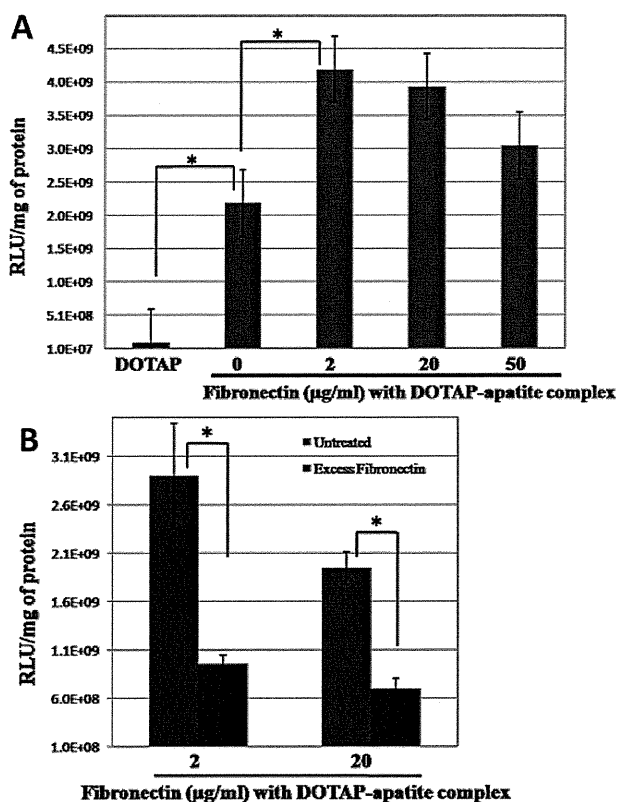 A
*
*
4.5E+09
4.0E+09
3.5E+09
3.0E+09
2.5E+09
2.0E+09
1.5E+09
1.0E+09
5.1E+08
1.0E+07
RLU/mg of protein
DOTAP 0 2 20 50
Fibronectin (µg/ml) with DOTAP-apatite complex
B
*
*
Untreated
Excess Fibronectin
3.1E+09
2.6E+09
2.1E+09
1.6E+09
1.1E+09
6.0E+08
1.0E+08
RLU/mg of protein
2 20
Fibronectin (µg/ml) with DOTAP-apatite complex